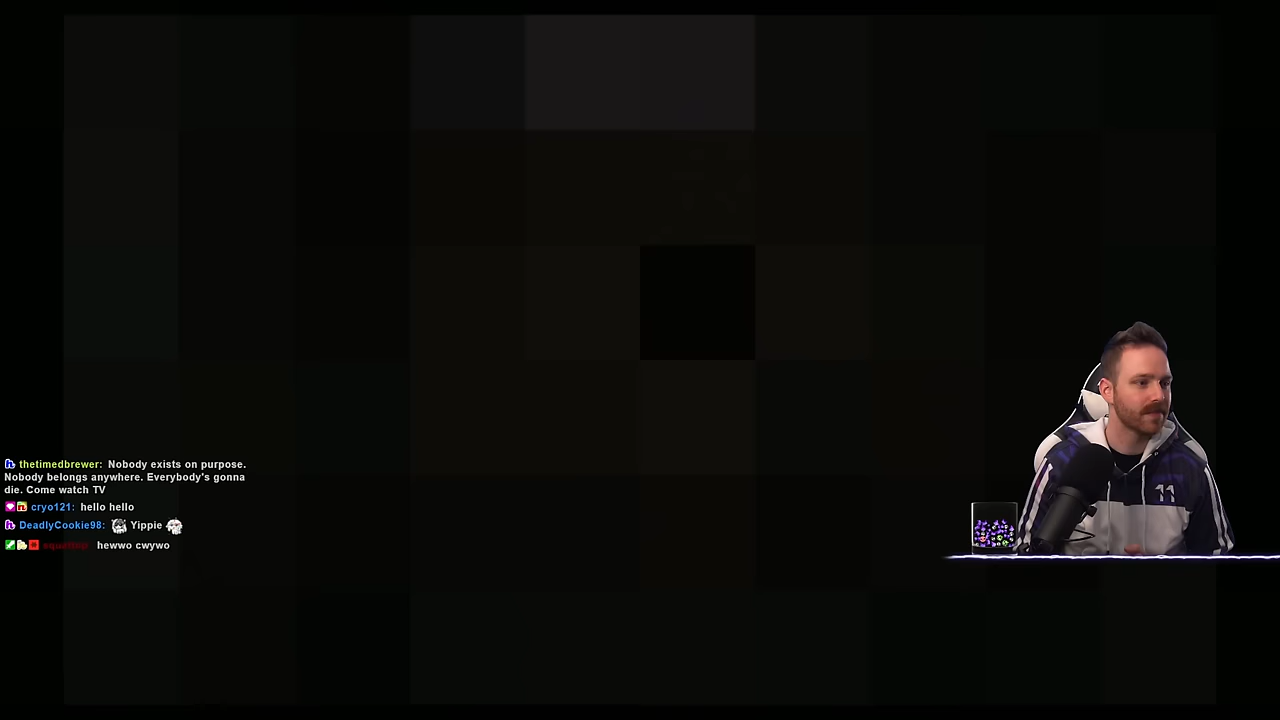 thetimedbrewer: Nobody exists on purpose.
Nobody belongs anywhere. Everybody's gonna
die. Come watch TV
cryo121: hello hello
DeadlyCookie98: Yippie
hewwo cwywo
11